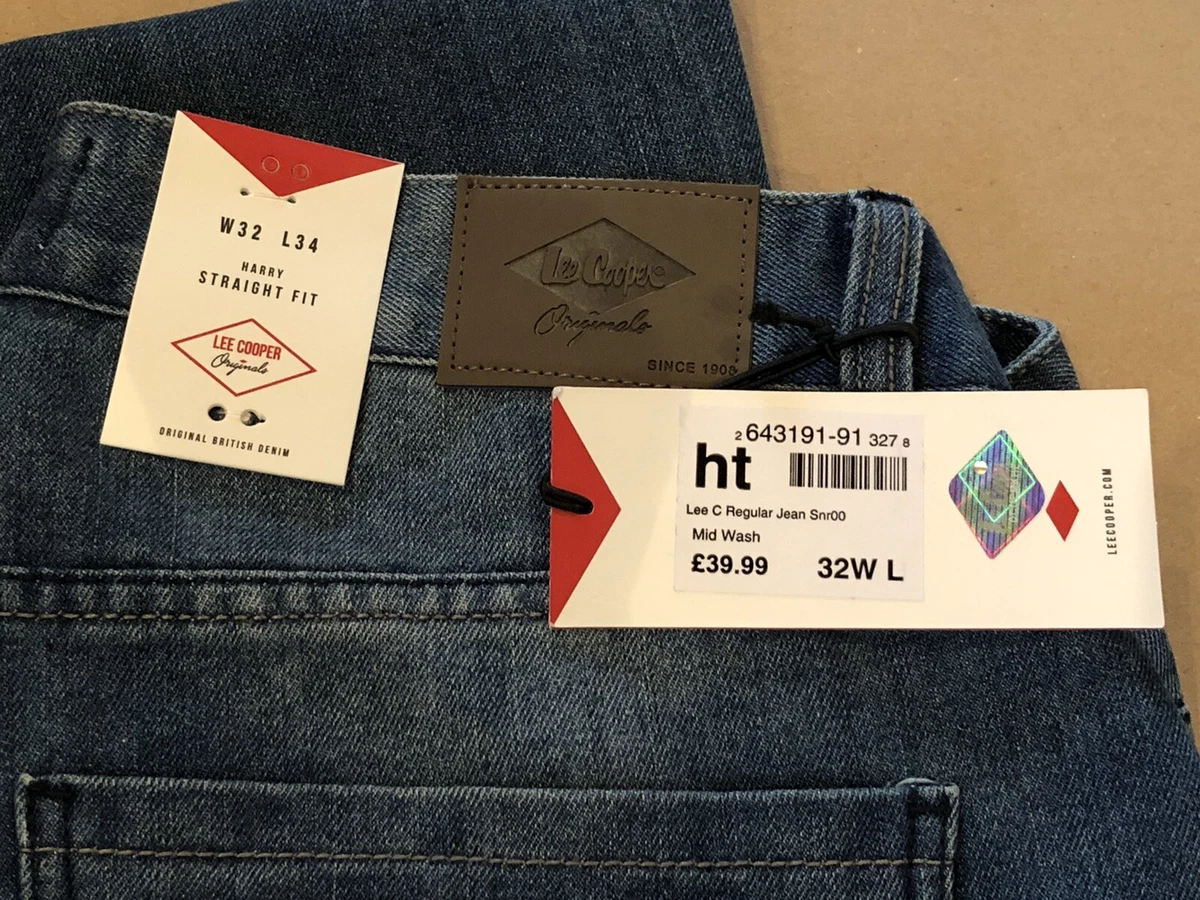 W32 L34
HARRY
STRAIGHT FIT
LEE COOPER
Originals
ORIGINAL BRITISH DENIM
Lee Cooper®
Originals
SINCE 1908
2 643191-91 327 8
ht
Lee C Regular Jean Snr00
Mid Wash
£39.99 32W L
LEECOOPER.COM